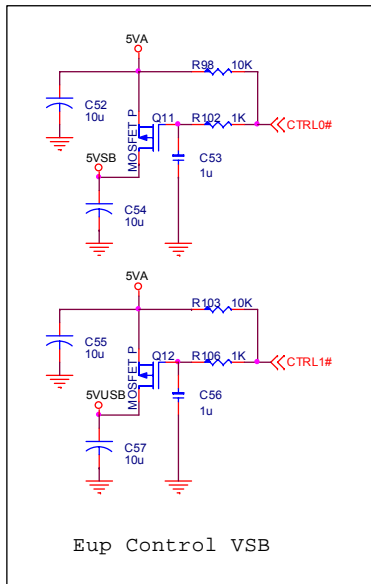 5VA
R98 10K
C52
10u
Q11
R102 1K
CTRL0#
MOSFET P
5VSB
C53
1u
C54
10u
5VA
R103 10K
C55
10u
Q12
R106 1K
CTRL1#
MOSFET P
5VUSB
C56
1u
C57
10u
Eup Control VSB